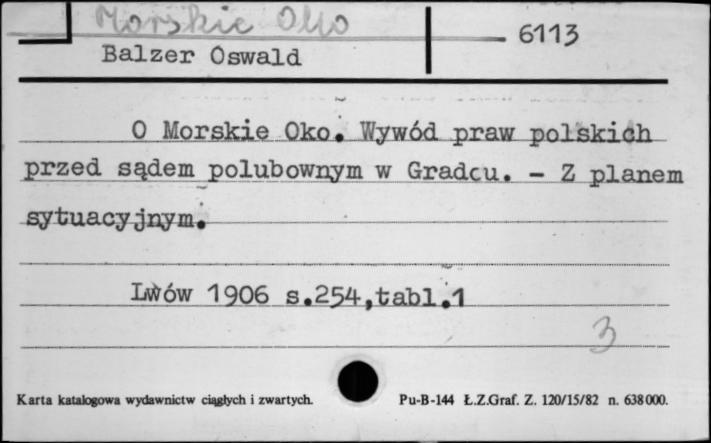 Morskie Oko
6113
Balzer Oswald
O Morskie Oko. Wywód praw polskich
przed sądem polubownym w Gradcu. - Z planem
sytuacyjnym.
Lwów 1906 s.254,tabl.1
3
Karta katalogowa wydawnictw ciągłych i zwartych.
Pu-B-144 Ł.Z.Graf. Z. 120/15/82 n. 638000.